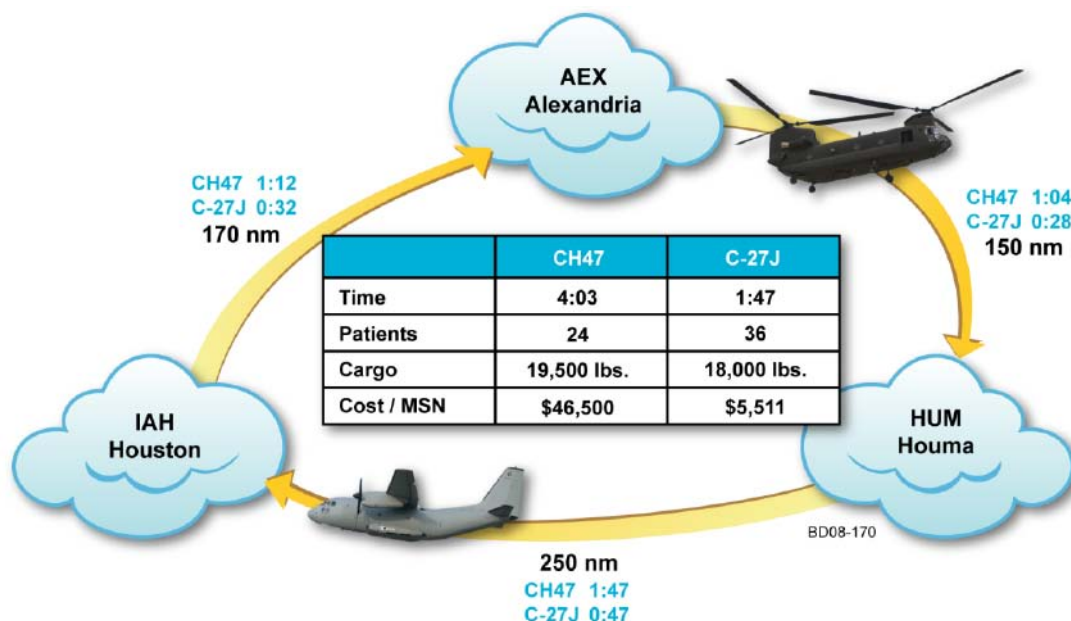 AEX
Alexandria
CH47 1:12
C-27J 0:32
170 nm
CH47 1:04
C-27J 0:28
150 nm
CH47 C-27J
Time 4:03 1:47
Patients 24 36
Cargo 19,500 lbs. 18,000 lbs.
Cost / MSN $46,500 $5,511
IAH
Houston
HUM
Houma
BD08-170
250 nm
CH47 1:47
C-27J 0:47